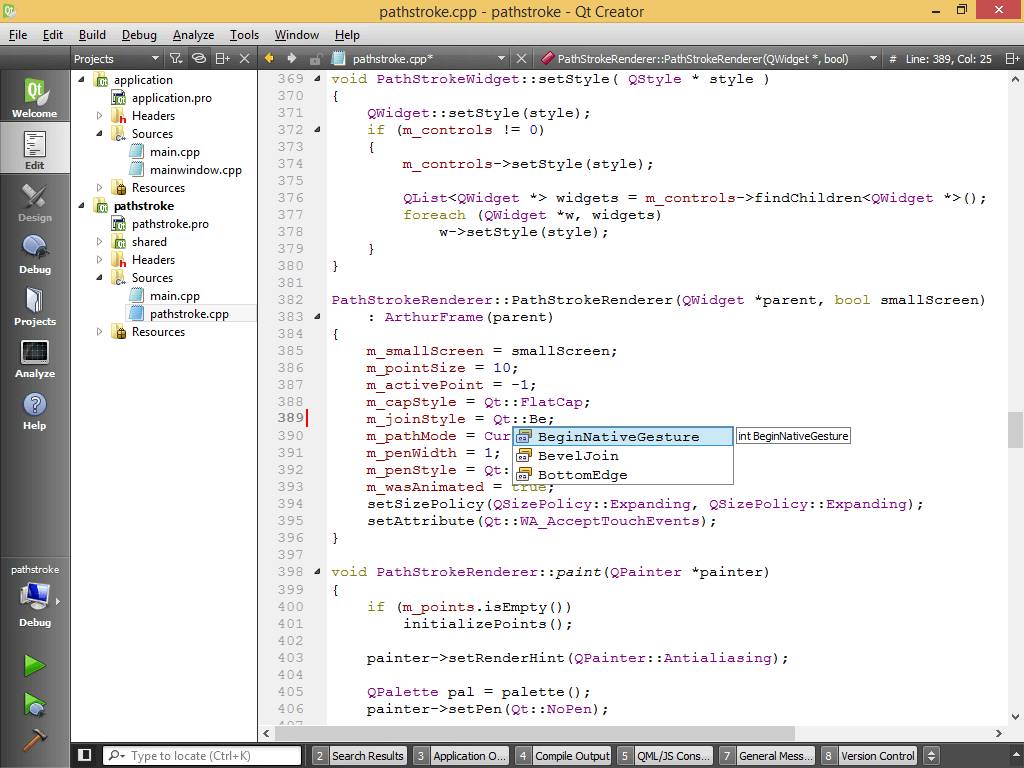 pathstroke.cpp - pathstroke - Qt Creator
File Edit Build Debug Analyze Tools Window Help
Projects
pathstroke.cpp*
PathStrokeRenderer::PathStrokeRenderer(QWidget *, bool)
# Line: 389, Col: 25
Qt
Welcome
Edit
Design
Debug
Projects
Analyze
Help
pathstroke
Debug
application
application.pro
Headers
Sources
main.cpp
mainwindow.cpp
Resources
pathstroke
pathstroke.pro
shared
Headers
Sources
main.cpp
pathstroke.cpp
Resources
369 void PathStrokeWidget::setStyle( QStyle * style )
370 {
371 QWidget::setStyle(style);
372 if (m_controls != 0)
373 {
374 m_controls->setStyle(style);
375
376 QList<QWidget *> widgets = m_controls->findChildren<QWidget *>();
377 foreach (QWidget *w, widgets)
378 w->setStyle(style);
379 }
380 }
381
382 PathStrokeRenderer::PathStrokeRenderer(QWidget *parent, bool smallScreen)
383 : ArthurFrame(parent)
384 {
385 m_smallScreen = smallScreen;
386 m_pointSize = 10;
387 m_activePoint = -1;
388 m_capStyle = Qt::FlatCap;
389 m_joinStyle = Qt::Be;
390 m_pathMode = Cur
BeginNativeGesture
int BeginNativeGesture
391 m_penWidth = 1;
BevelJoin
392 m_penStyle = Qt:
BottomEdge
393 m_wasAnimated = true;
394 setSizePolicy(QSizePolicy::Expanding, QSizePolicy::Expanding);
395 setAttribute(Qt::WA_AcceptTouchEvents);
396 }
397
398 void PathStrokeRenderer::paint(QPainter *painter)
399 {
400 if (m_points.isEmpty())
401 initializePoints();
402
403 painter->setRenderHint(QPainter::Antialiasing);
404
405 QPalette pal = palette();
406 painter->setPen(Qt::NoPen);
407
Type to locate (Ctrl+K)
2 Search Results
3 Application O...
4 Compile Output
5 QML/JS Cons...
7 General Mess...
8 Version Control